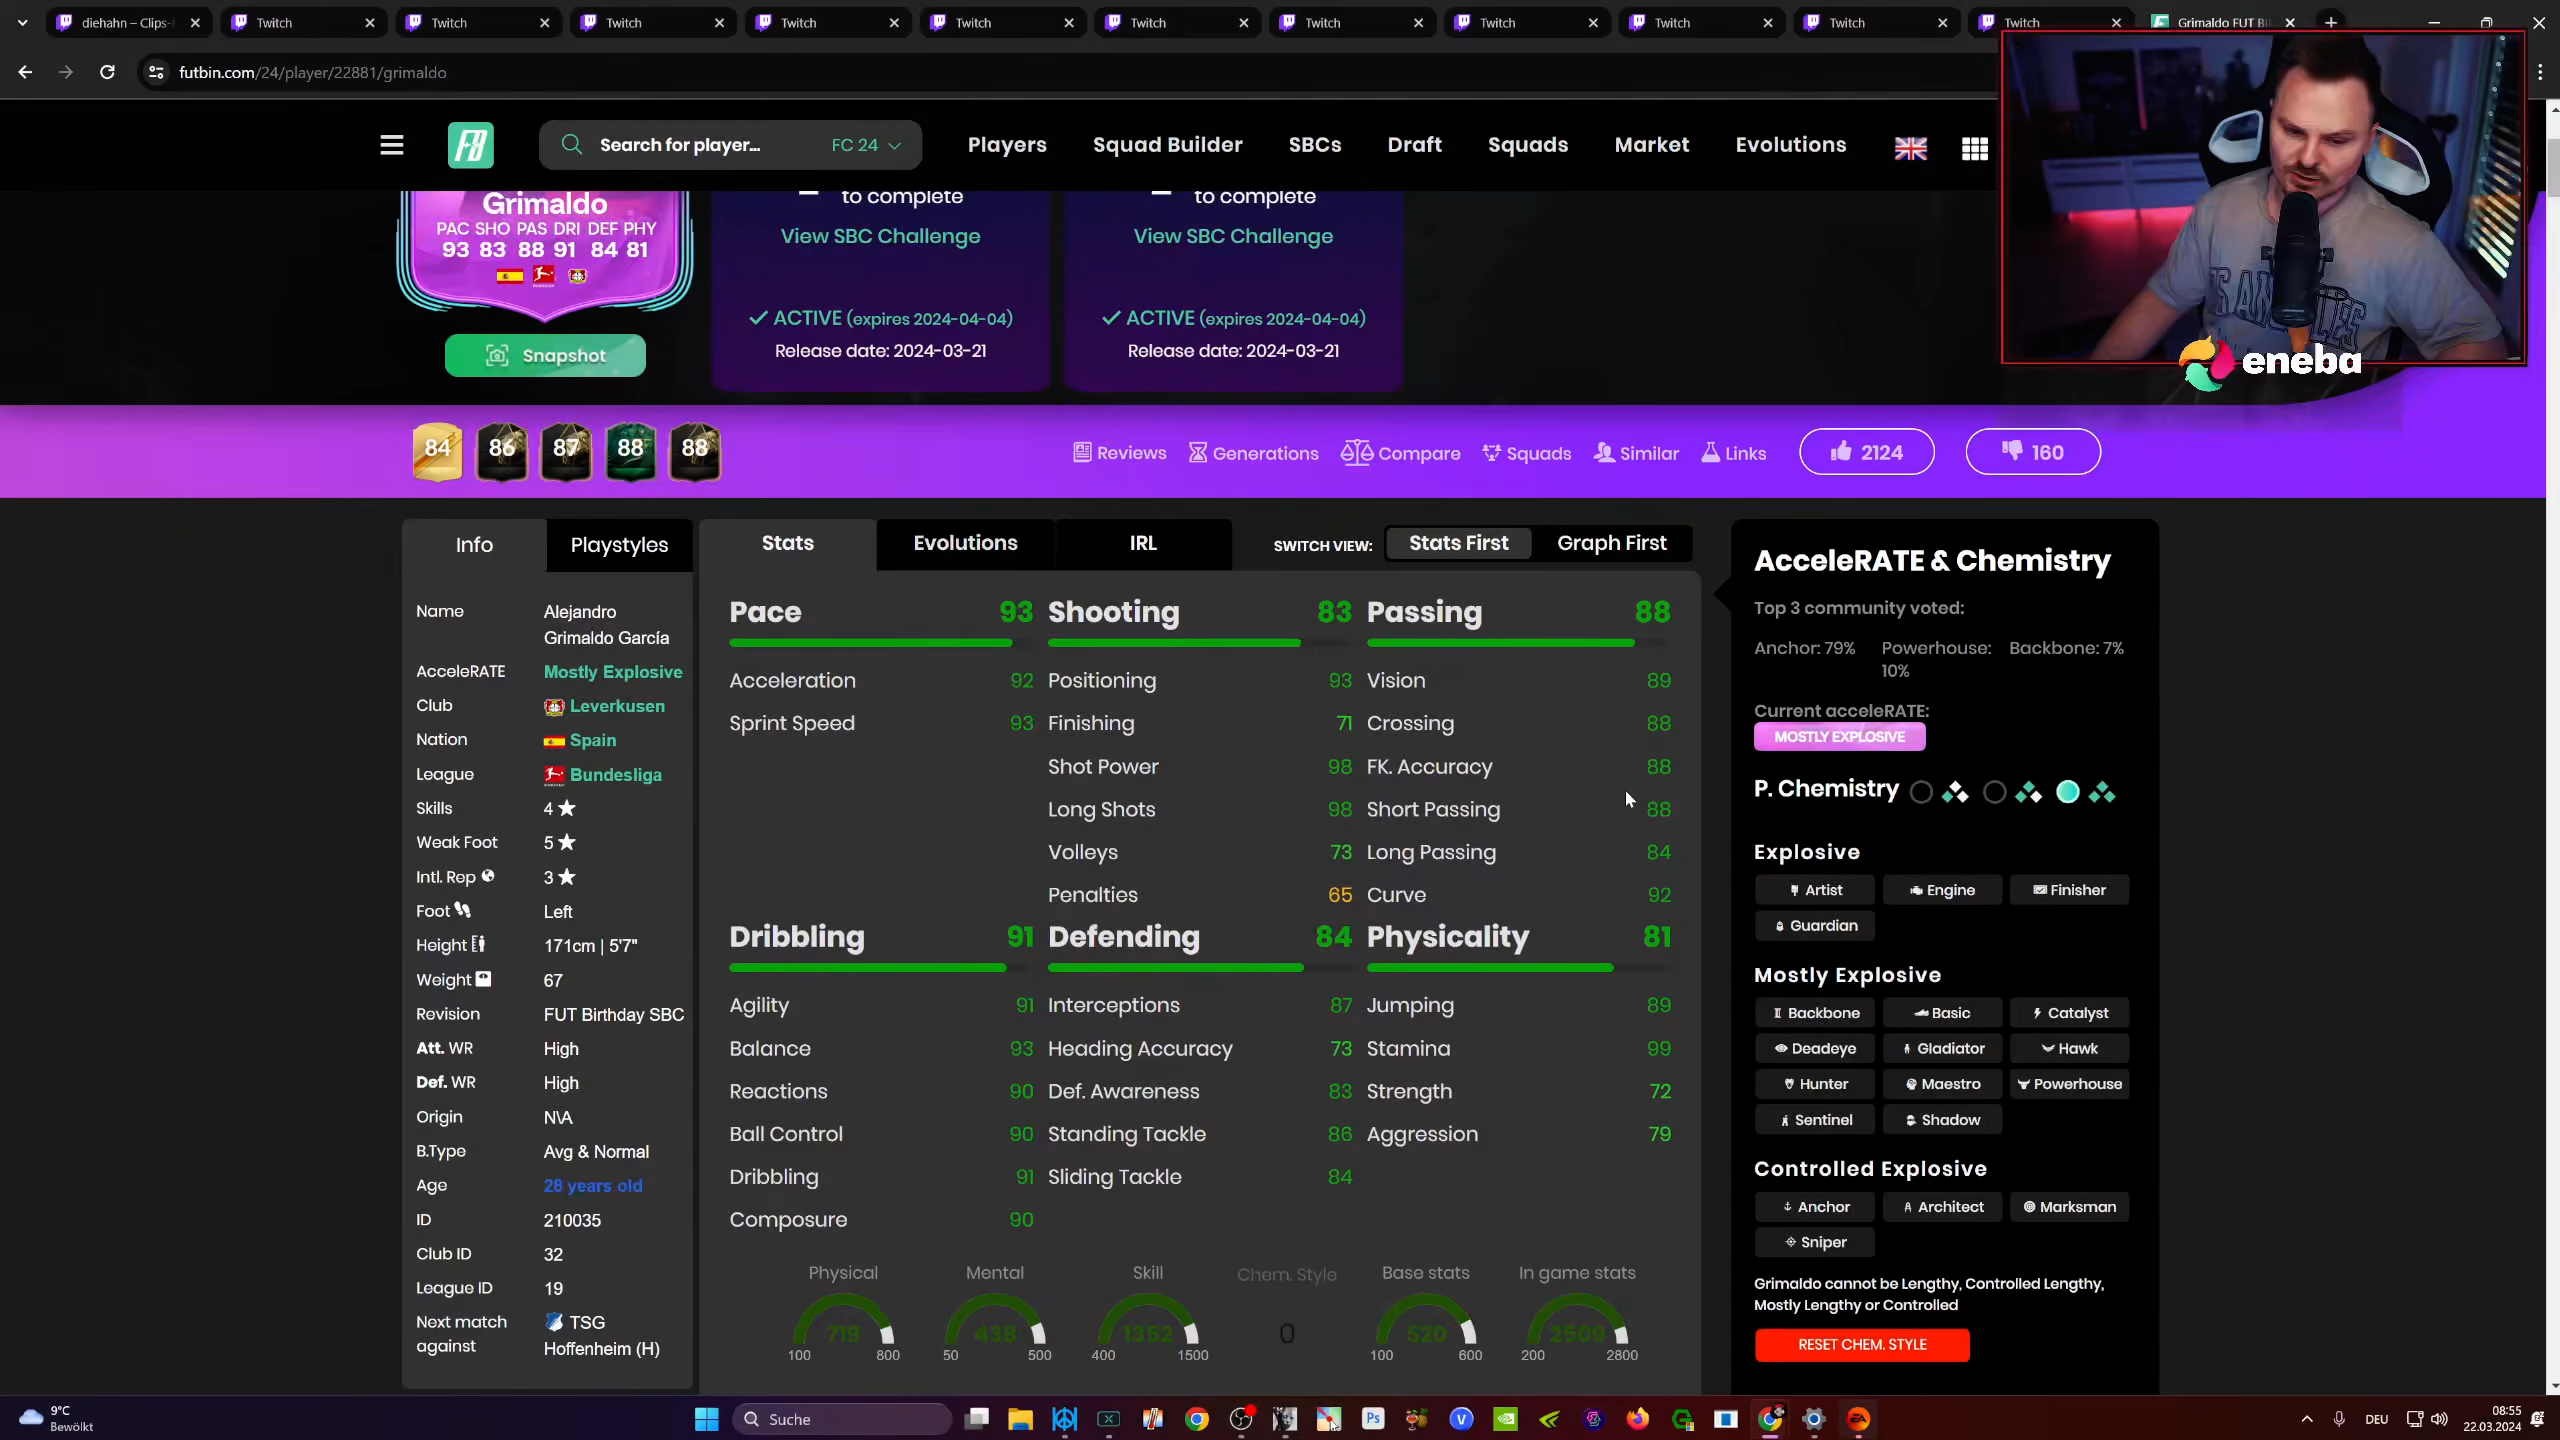 diehahn – Clips-
Twitch
Twitch
Twitch
Twitch
Twitch
Twitch
Twitch
Twitch
Twitch
Twitch
Twitch
Grimaldo FUT BI
futbin.com/24/player/22881/grimaldo
FB
Search for player...
FC 24
Players
Squad Builder
SBCs
Draft
Squads
Market
Evolutions
Grimaldo
PAC SHO PAS DRI DEF PHY
93 83 88 91 84 81
Snapshot
to complete
View SBC Challenge
ACTIVE (expires 2024-04-04)
Release date: 2024-03-21
to complete
View SBC Challenge
ACTIVE (expires 2024-04-04)
Release date: 2024-03-21
eneba
84 86 87 88 88
Reviews Generations Compare Squads Similar Links 2124 160
Info Playstyles
Name Alejandro
Grimaldo García
AcceleRATE Mostly Explosive
Club Leverkusen
Nation Spain
League Bundesliga
Skills 4
Weak Foot 5
Intl. Rep 3
Foot Left
Height 171cm | 5'7"
Weight 67
Revision FUT Birthday SBC
Att. WR High
Def. WR High
Origin N\A
B.Type Avg & Normal
Age 28 years old
ID 210035
Club ID 32
League ID 19
Next match TSG
against Hoffenheim (H)
Stats Evolutions IRL SWITCH VIEW: Stats First Graph First
Pace 93 Shooting 83 Passing 88
Acceleration 92 Positioning 93 Vision 89
Sprint Speed 93 Finishing 71 Crossing 88
Shot Power 98 FK. Accuracy 88
Long Shots 98 Short Passing 88
Volleys 73 Long Passing 84
Penalties 65 Curve 92
Dribbling 91 Defending 84 Physicality 81
Agility 91 Interceptions 87 Jumping 89
Balance 93 Heading Accuracy 73 Stamina 99
Reactions 90 Def. Awareness 83 Strength 72
Ball Control 90 Standing Tackle 86 Aggression 79
Dribbling 91 Sliding Tackle 84
Composure 90
Physical Mental Skill Chem. Style Base stats In game stats
719 438 1352 0 520 2509
100 800 50 500 400 1500 100 600 200 2800
AcceleRATE & Chemistry
Top 3 community voted:
Anchor: 79% Powerhouse: Backbone: 7%
10%
Current acceleRATE:
MOSTLY EXPLOSIVE
P. Chemistry
Explosive
Artist Engine Finisher
Guardian
Mostly Explosive
Backbone Basic Catalyst
Deadeye Gladiator Hawk
Hunter Maestro Powerhouse
Sentinel Shadow
Controlled Explosive
Anchor Architect Marksman
Sniper
Grimaldo cannot be Lengthy, Controlled Lengthy,
Mostly Lengthy or Controlled
RESET CHEM. STYLE
9°C
Bewölkt
Suche
Ps
V
EA
DEU
08:55
22.03.2024